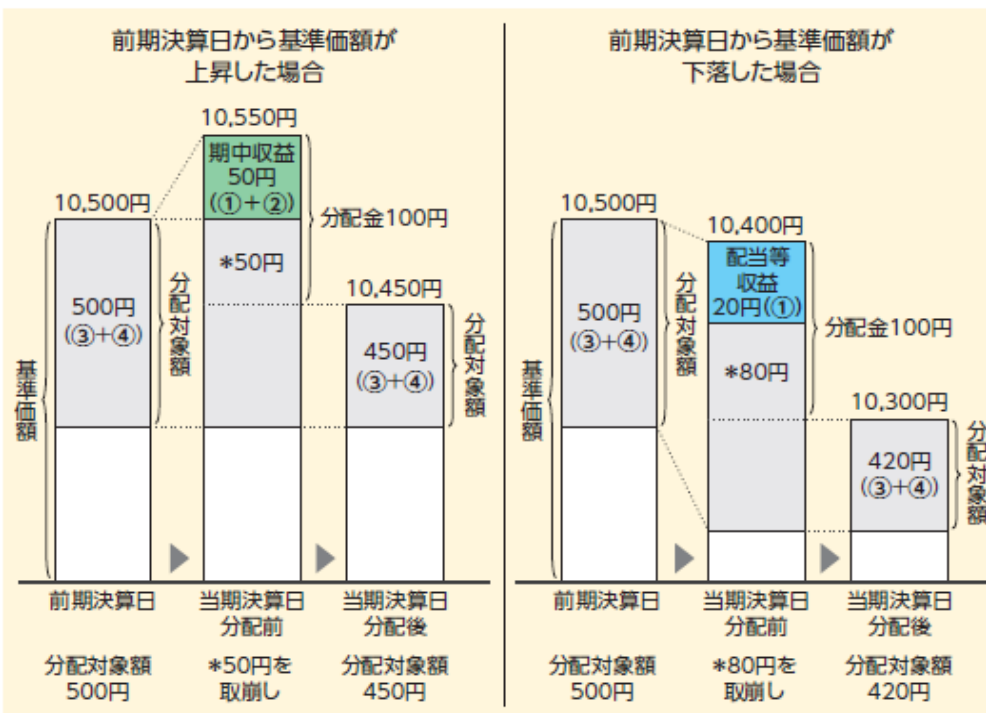 前期決算日から基準価額が
上昇した場合
10,550円
期中収益
50円
(①+②)
10,500円
分配金100円
*50円
10,450円
500円
(③+④)
分配対象額
450円
(③+④)
分配対象額
基準価額
前期決算日
当期決算日
分配前
当期決算日
分配後
分配対象額
500円
*50円を
取崩し
分配対象額
450円
前期決算日から基準価額が
下落した場合
10,500円
10,400円
配当等
収益
20円(①)
500円
(③+④)
分配対象額
分配金100円
*80円
10,300円
基準価額
420円
(③+④)
分配対象額
前期決算日
当期決算日
分配前
当期決算日
分配後
分配対象額
500円
*80円を
取崩し
分配対象額
420円